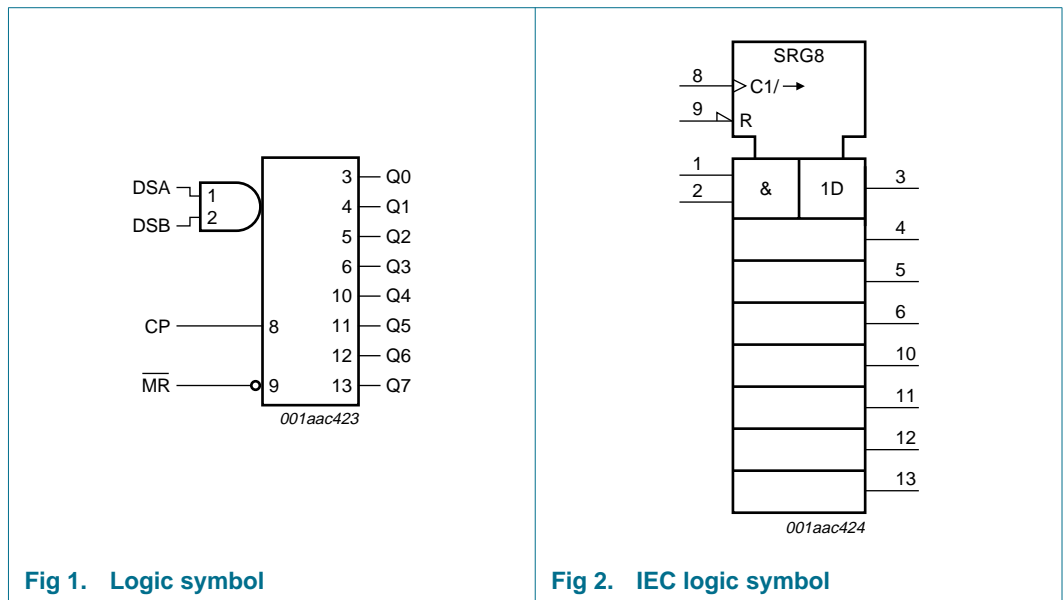 DSA
DSB
1
2
CP
8
M̅R̅
9
3 Q0
4 Q1
5 Q2
6 Q3
10 Q4
11 Q5
12 Q6
13 Q7
001aac423
Fig 1. Logic symbol
SRG8
8 C1/→
9 R
1
2
& 1D
3
4
5
6
10
11
12
13
001aac424
Fig 2. IEC logic symbol